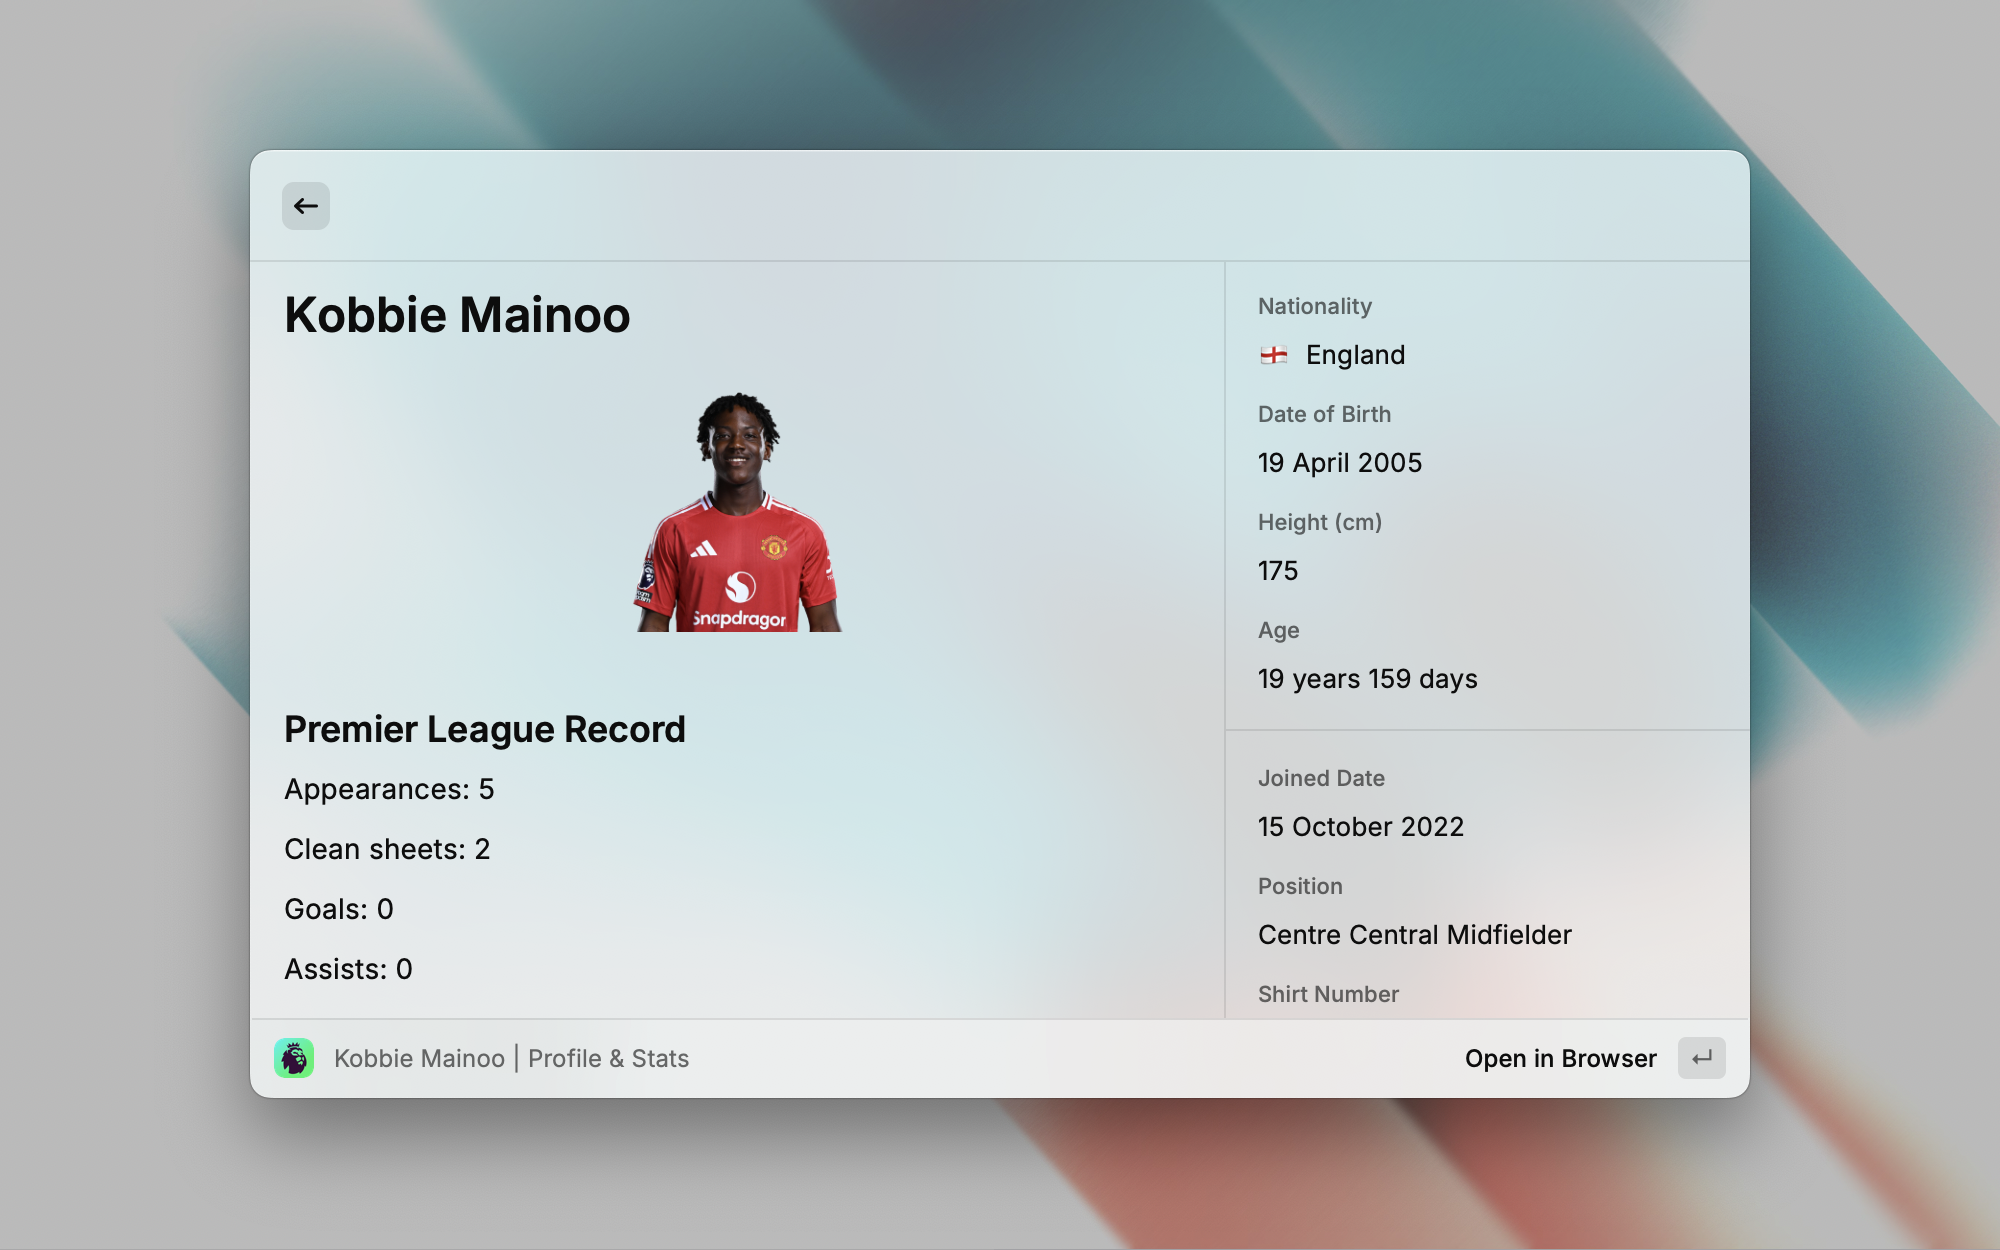 Kobbie Mainoo
Snapdragon
Premier League Record
Appearances: 5
Clean sheets: 2
Goals: 0
Assists: 0
Nationality
England
Date of Birth
19 April 2005
Height (cm)
175
Age
19 years 159 days
Joined Date
15 October 2022
Position
Centre Central Midfielder
Shirt Number
Kobbie Mainoo | Profile & Stats
Open in Browser